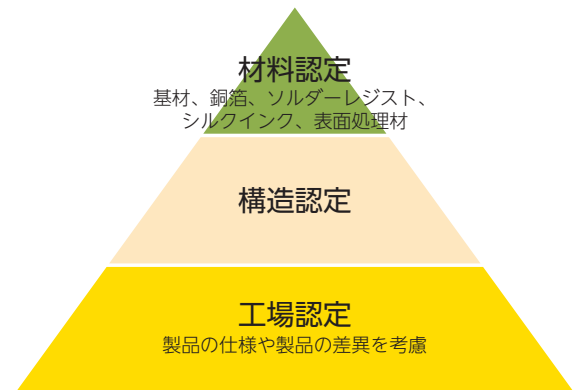 材料認定
基材、銅箔、ソルダーレジスト、
シルクインク、表面処理材
構造認定
工場認定
製品の仕様や製品の差異を考慮